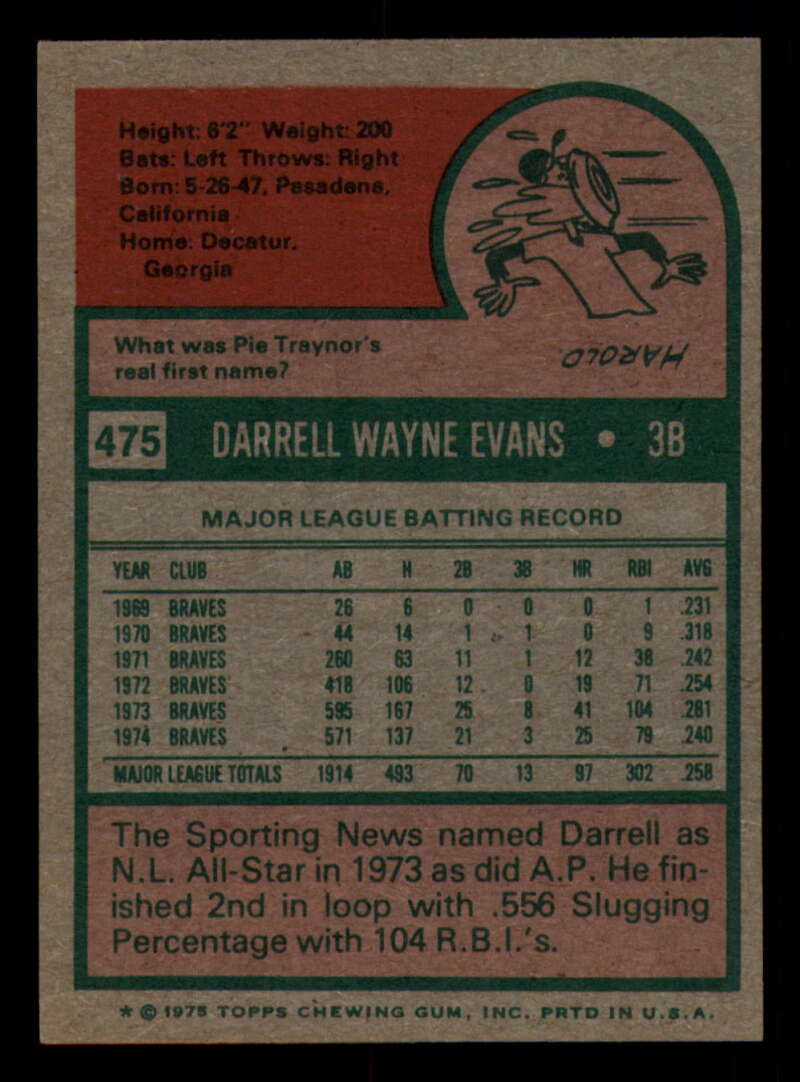 Height: 6'2" Weight: 200
Bats: Left Throws: Right
Born: 5-26-47, Pasadena,
California
Home: Decatur,
Georgia
What was Pie Traynor's
real first name?
HAROLD
475 DARRELL WAYNE EVANS • 3B
MAJOR LEAGUE BATTING RECORD
YEAR CLUB AB H 2B 3B HR RBI AVG
1969 BRAVES 26 6 0 0 0 1 .231
1970 BRAVES 44 14 1 1 0 9 .318
1971 BRAVES 260 63 11 1 12 38 .242
1972 BRAVES 418 106 12 0 19 71 .254
1973 BRAVES 595 167 25 8 41 104 .281
1974 BRAVES 571 137 21 3 25 79 .240
MAJOR LEAGUE TOTALS 1914 493 70 13 97 302 .258
The Sporting News named Darrell as
N.L. All-Star in 1973 as did A.P. He fin-
ished 2nd in loop with .556 Slugging
Percentage with 104 R.B.I.'s.
* © 1975 TOPPS CHEWING GUM, INC. PRTD IN U.S.A.